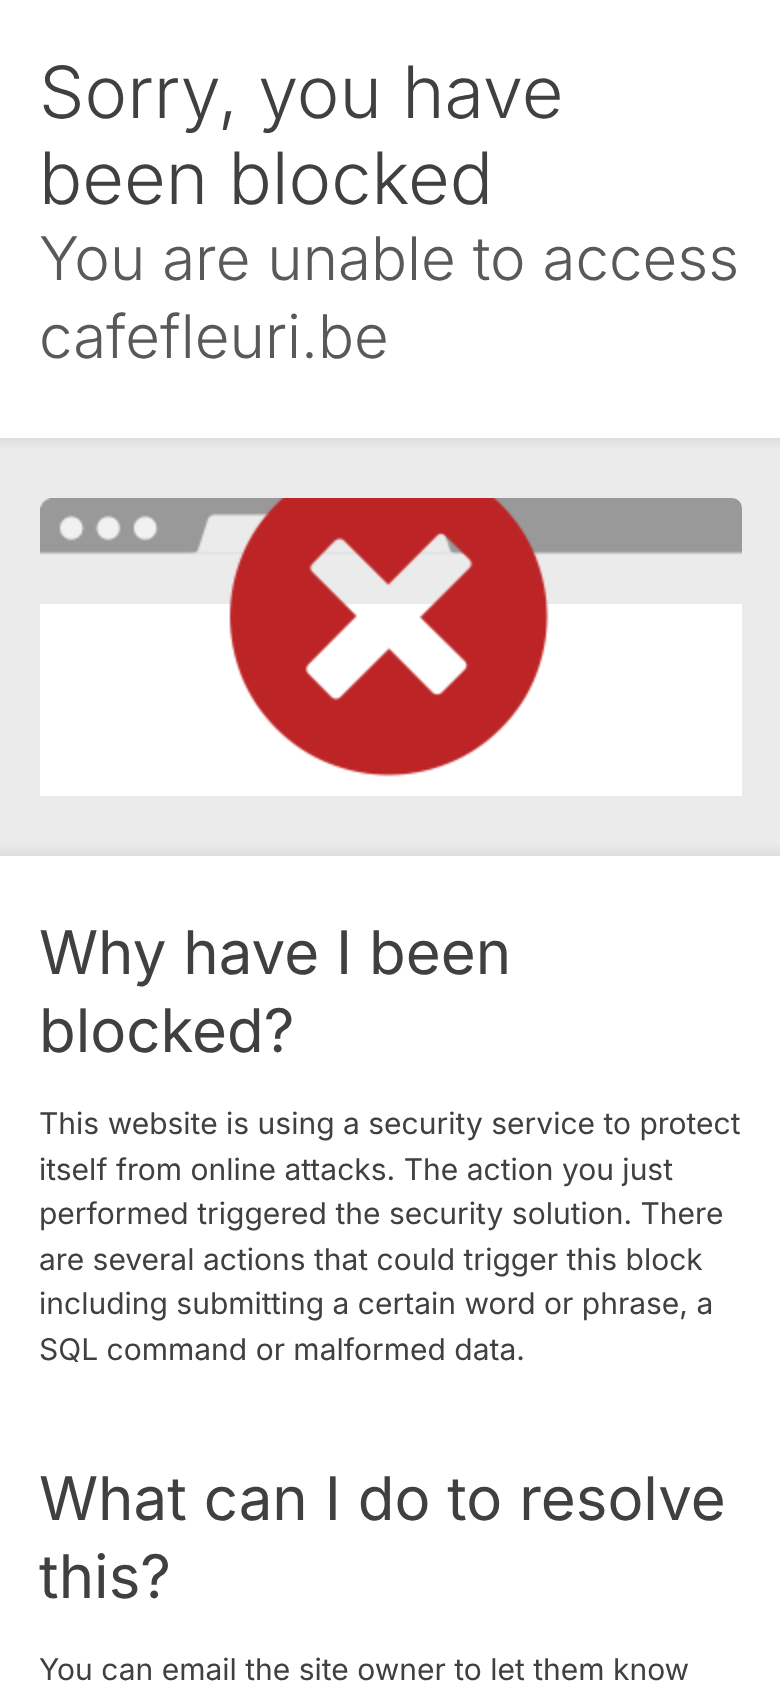 Sorry, you have
been blocked
You are unable to access
cafefleuri.be
Why have I been
blocked?
This website is using a security service to protect
itself from online attacks. The action you just
performed triggered the security solution. There
are several actions that could trigger this block
including submitting a certain word or phrase, a
SQL command or malformed data.
What can I do to resolve
this?
You can email the site owner to let them know